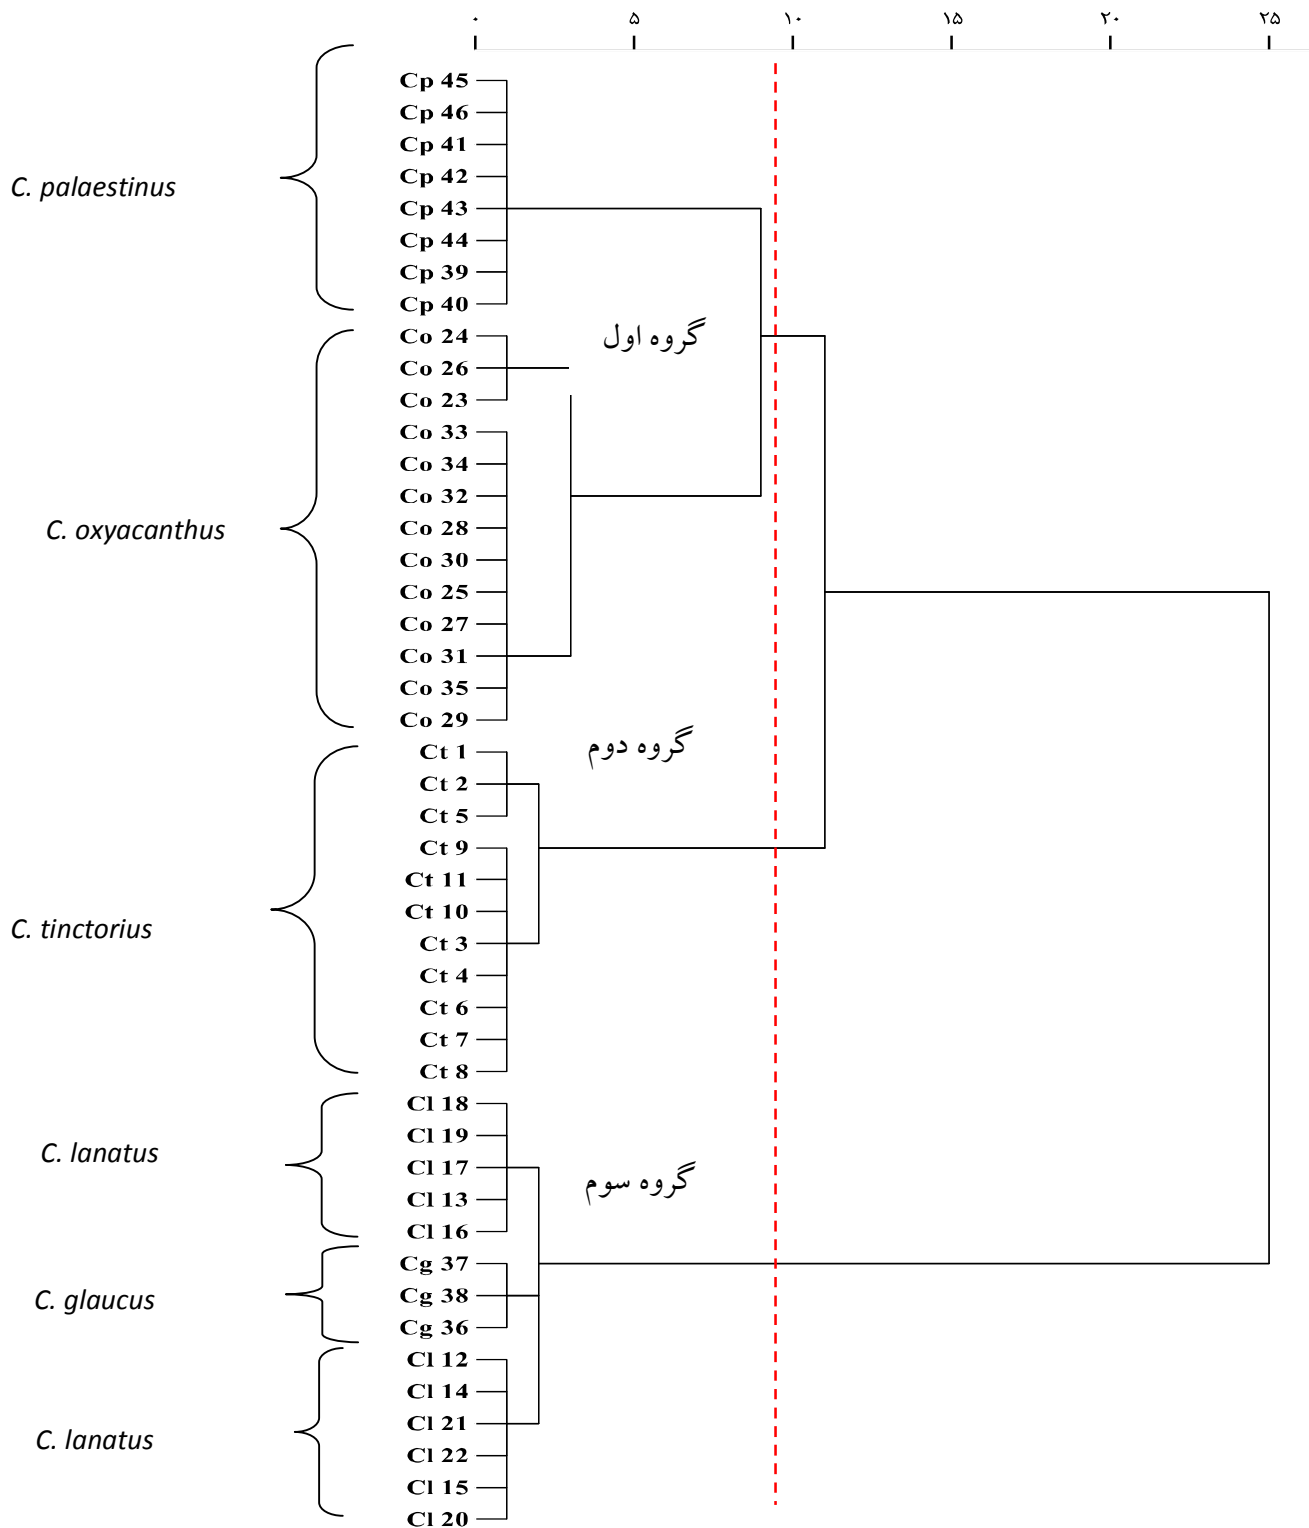 ۰ ۵ ۱۰ ۱۵ ۲۰ ۲۵
Cp 45
Cp 46
Cp 41
Cp 42
C. palaestinus
Cp 43
Cp 44
Cp 39
Cp 40
Co 24
گروه اول
Co 26
Co 23
Co 33
Co 34
Co 32
Co 28
C. oxyacanthus
Co 30
Co 25
Co 27
Co 31
Co 35
Co 29
گروه دوم
Ct 1
Ct 2
Ct 5
Ct 9
Ct 11
Ct 10
C. tinctorius
Ct 3
Ct 4
Ct 6
Ct 7
Ct 8
Cl 18
Cl 19
C. lanatus
Cl 17
گروه سوم
Cl 13
Cl 16
Cg 37
Cg 38
C. glaucus
Cg 36
Cl 12
Cl 14
Cl 21
C. lanatus
Cl 22
Cl 15
Cl 20